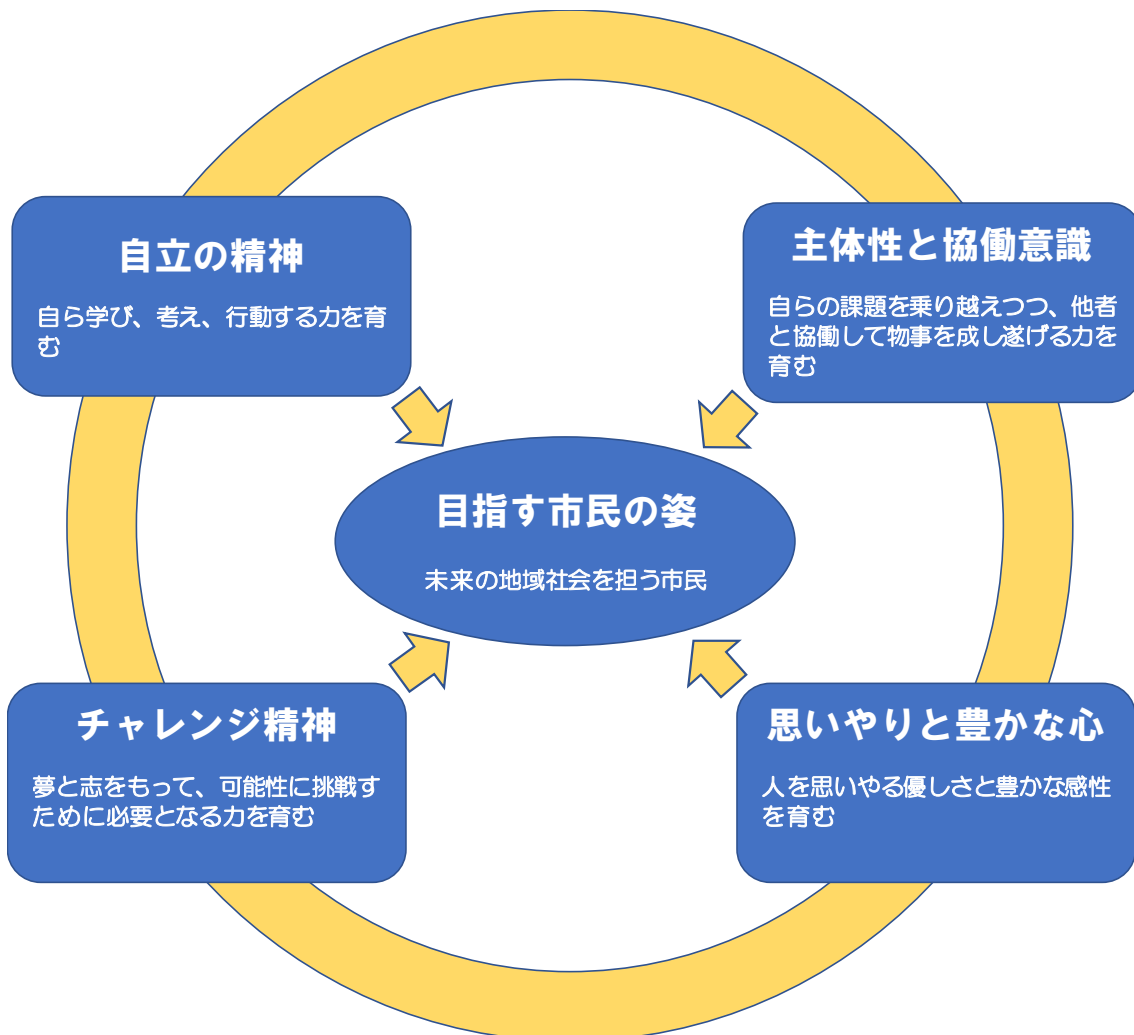 自立の精神
自ら学び、考え、行動する力を育
む
主体性と協働意識
自らの課題を乗り越えつつ、他者
と協働して物事を成し遂げる力を
育む
目指す市民の姿
未来の地域社会を担う市民
チャレンジ精神
夢と志をもって、可能性に挑戦す
ために必要となる力を育む
思いやりと豊かな心
人を思いやる優しさと豊かな感性
を育む